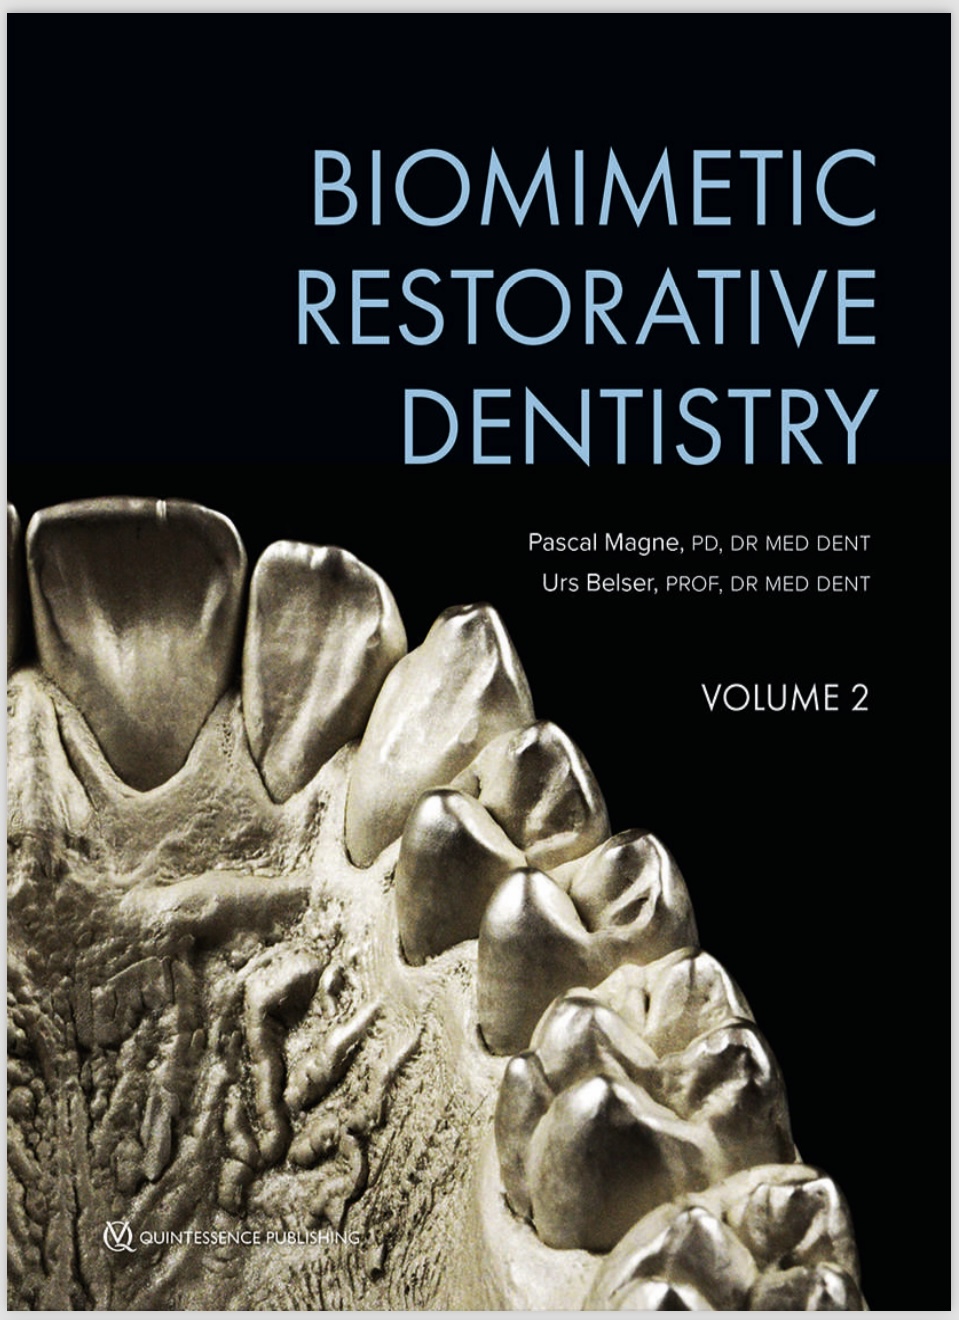 BIOMIMETIC
RESTORATIVE
DENTISTRY
Pascal Magne, PD, DR MED DENT
Urs Belser, PROF, DR MED DENT
VOLUME 2
QUINTESSENCE PUBLISHING